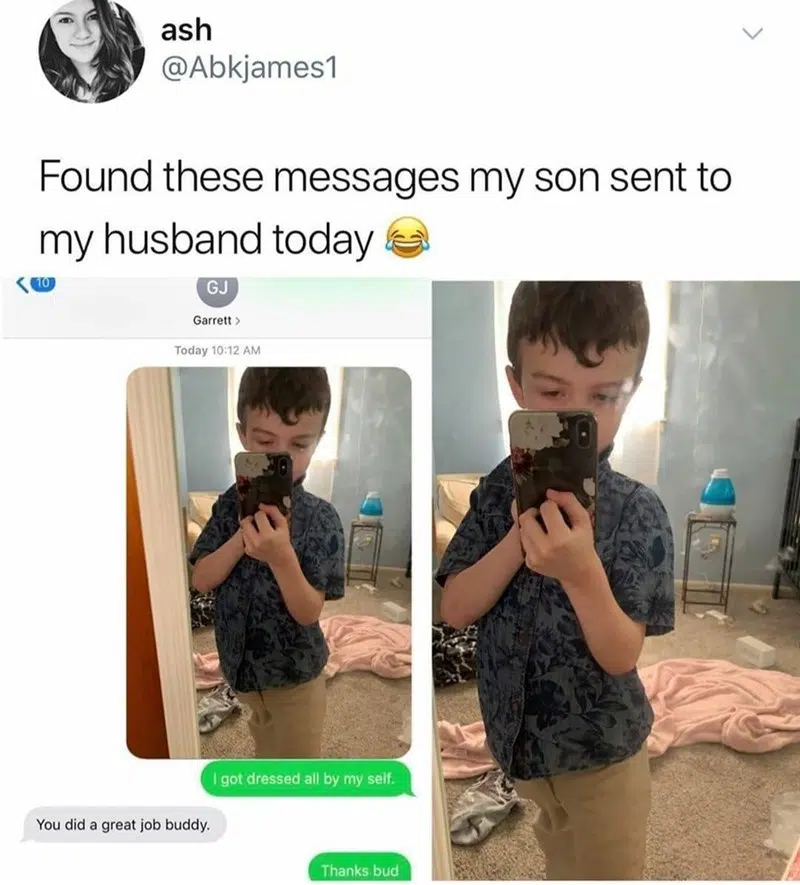 ash
@Abkjames1
Found these messages my son sent to
my husband today 😂
10
GJ
Garrett >
Today 10:12 AM
I got dressed all by my self.
You did a great job buddy.
Thanks bud